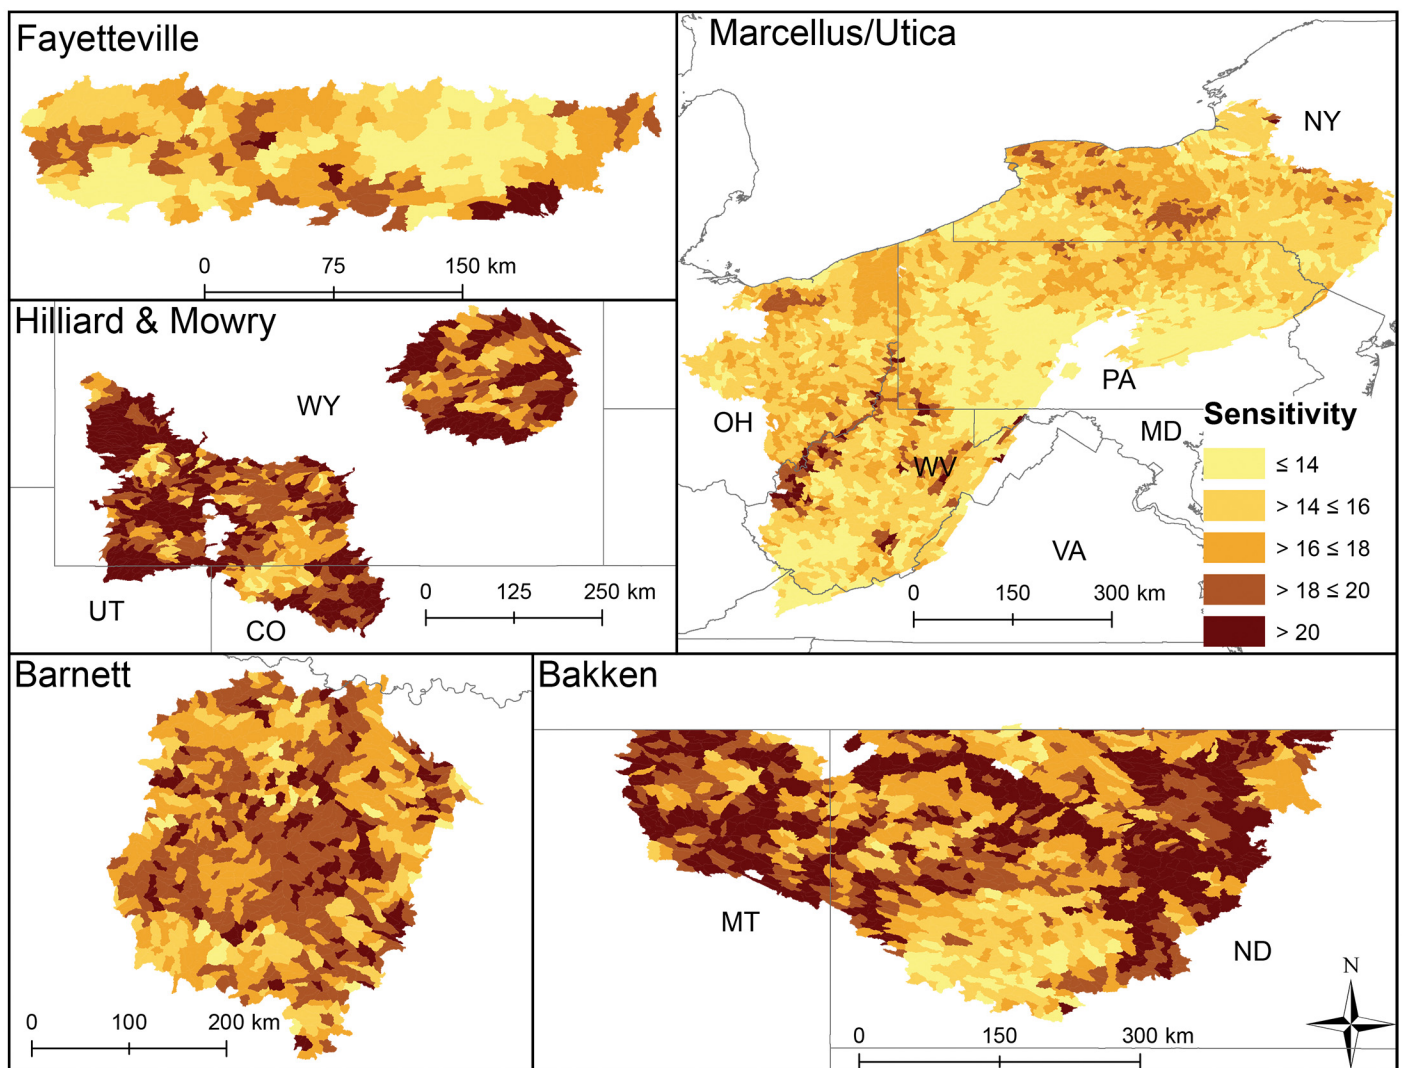 Fayetteville
0 75 150 km
Marcellus/Utica
NY
PA
OH
MD
WV
VA
0 150 300 km
Sensitivity
≤ 14
> 14 ≤ 16
> 16 ≤ 18
> 18 ≤ 20
> 20
Hilliard & Mowry
WY
UT
CO
0 125 250 km
Barnett
0 100 200 km
Bakken
MT
ND
N
0 150 300 km